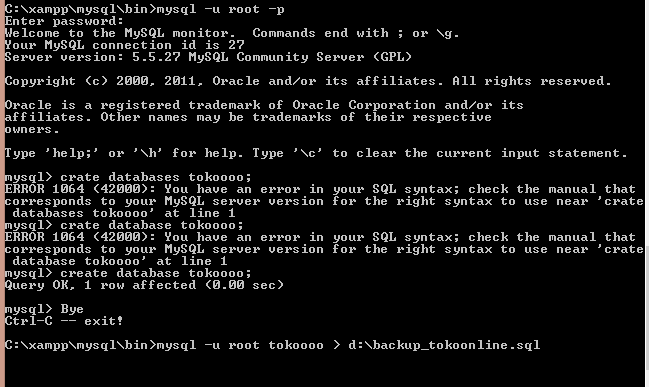 C:\xampp\mysql\bin>mysql -u root -p
Enter password:
Welcome to the MySQL monitor.  Commands end with ; or \g.
Your MySQL connection id is 27
Server version: 5.5.27 MySQL Community Server (GPL)
Copyright (c) 2000, 2011, Oracle and/or its affiliates. All rights reserved.
Oracle is a registered trademark of Oracle Corporation and/or its
affiliates. Other names may be trademarks of their respective
owners.
Type 'help;' or '\h' for help. Type '\c' to clear the current input statement.
mysql> crate databases tokoooo;
ERROR 1064 (42000): You have an error in your SQL syntax; check the manual that
corresponds to your MySQL server version for the right syntax to use near 'crate
 databases tokoooo' at line 1
mysql> crate database tokoooo;
ERROR 1064 (42000): You have an error in your SQL syntax; check the manual that
corresponds to your MySQL server version for the right syntax to use near 'crate
 database tokoooo' at line 1
mysql> create database tokoooo;
Query OK, 1 row affected (0.00 sec)
mysql> Bye
Ctrl-C -- exit!
C:\xampp\mysql\bin>mysql -u root tokoooo > d:\backup_tokoonline.sql